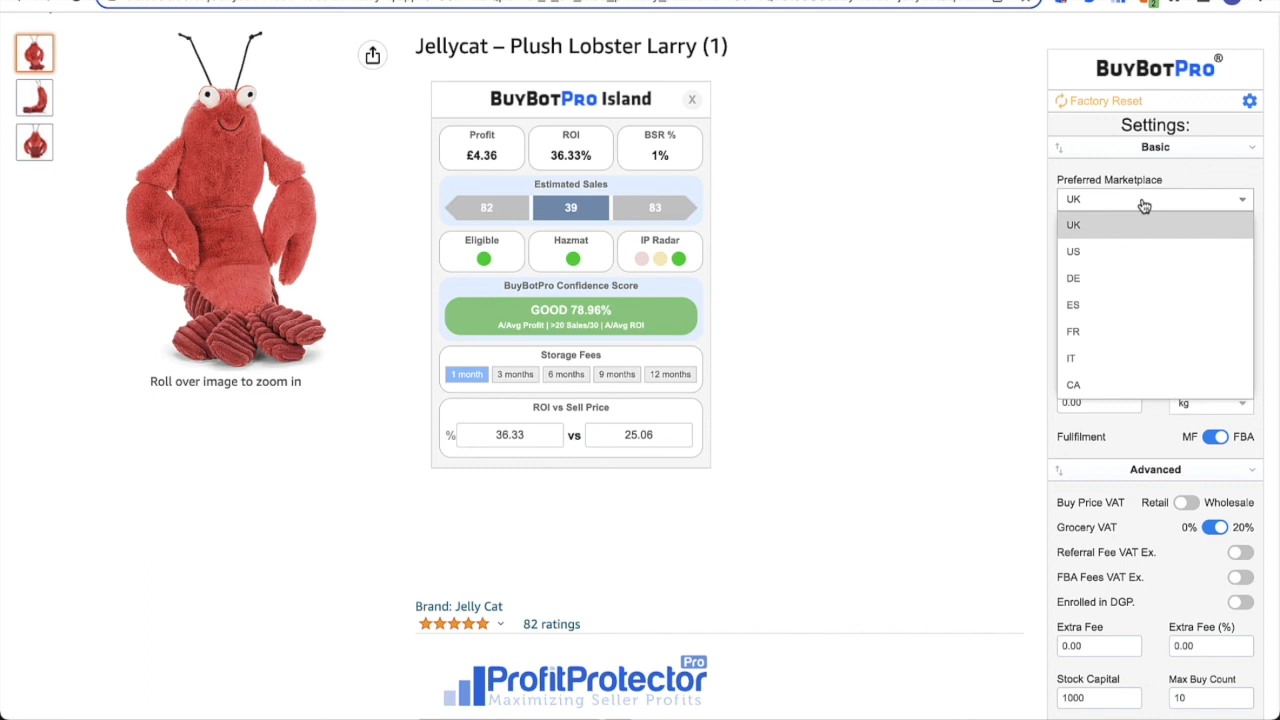 Jellycat – Plush Lobster Larry (1)
Roll over image to zoom in
BUYBOTPRO Island
X
Profit
£4.36
ROI
36.33%
BSR %
1%
Estimated Sales
82
39
83
Eligible
Hazmat
IP Radar
BuyBotPro Confidence Score
GOOD 78.96%
A/Avg Profit | >20 Sales/30 | A/Avg ROI
Storage Fees
1 month
3 months
6 months
9 months
12 months
ROI vs Sell Price
%
36.33
vs
25.06
Brand: Jelly Cat
82 ratings
Pro
ProfitProtector
Maximizing Seller Profits
2
BUYBOTPRO®
Factory Reset
Settings:
Basic
Preferred Marketplace
UK
UK
US
DE
ES
FR
IT
CA
0.00
kg
Fullfilment
MF
FBA
Advanced
Buy Price VAT
Retail
Wholesale
Grocery VAT
0%
20%
Referral Fee VAT Ex.
FBA Fees VAT Ex.
Enrolled in DGP.
Extra Fee
Extra Fee (%)
0.00
0.00
Stock Capital
Max Buy Count
1000
10